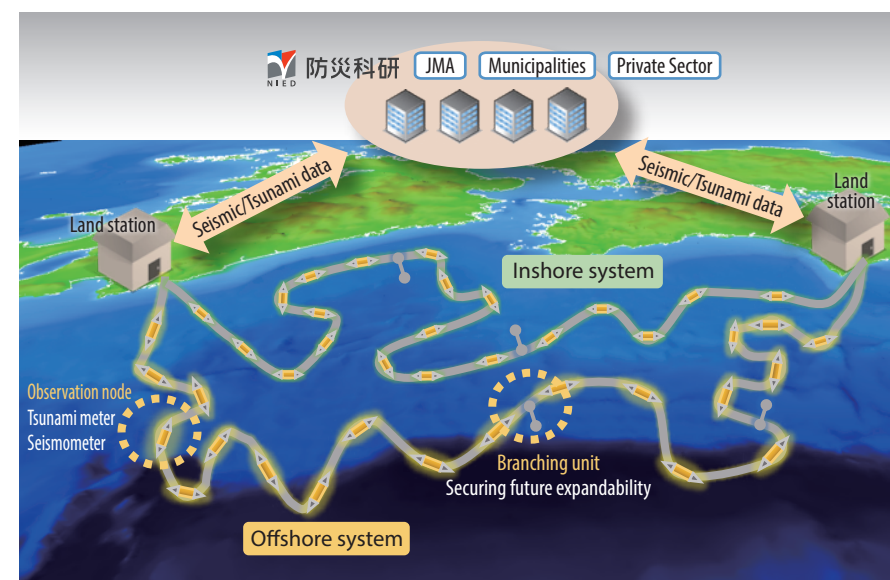 NIED
防災科研
JMA
Municipalities
Private Sector
Seismic/Tsunami data
Seismic/Tsunami data
Land station
Land
station
Inshore system
Observation node
Tsunami meter
Seismometer
Branching unit
Securing future expandability
Offshore system